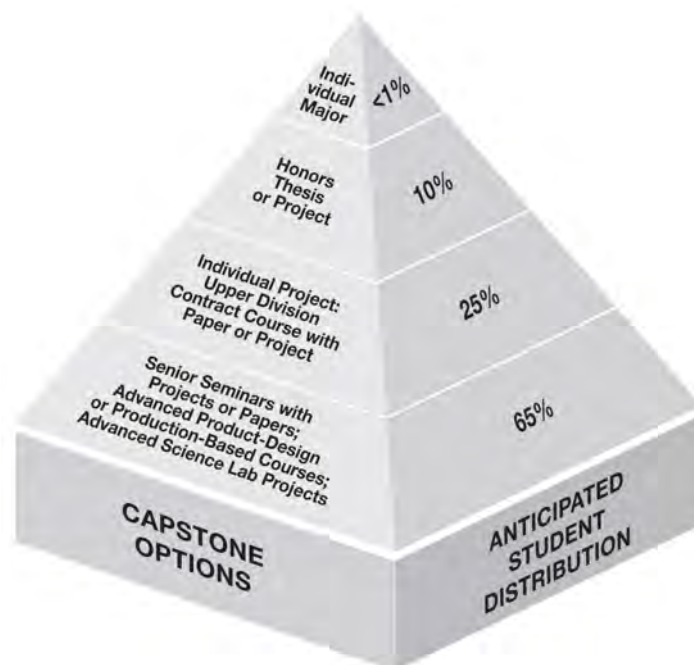 Indi-
vidual
Major
<1%
Honors
Thesis
or Project
10%
Individual Project:
Upper Division
Contract Course with
Paper or Project
25%
Senior Seminars with
Projects or Papers;
Advanced Product-Design
or Production-Based Courses;
Advanced Science Lab Projects
65%
CAPSTONE
OPTIONS
ANTICIPATED
STUDENT
DISTRIBUTION